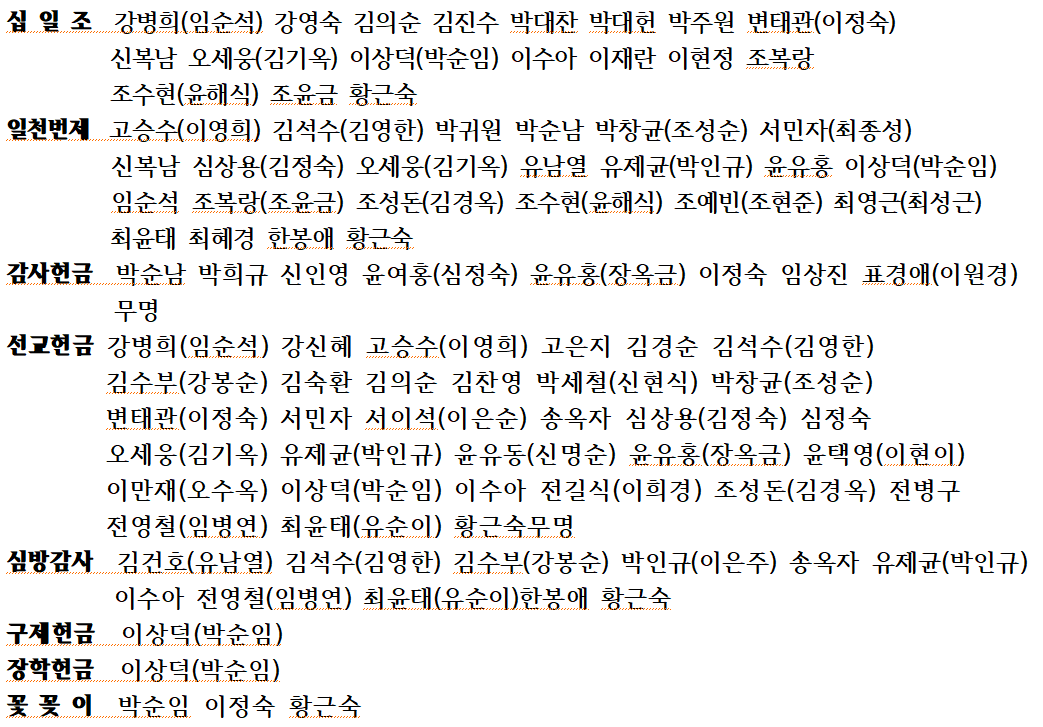 십 일 조 강병희(임순석) 강영숙 김의순 김진수 박대찬 박대헌 박주원 변태관(이정숙)
신복남 오세웅(김기옥) 이상덕(박순임) 이수아 이재란 이현정 조복랑
조수현(윤해식) 조윤금 황근숙
일천번제 고승수(이영희) 김석수(김영한) 박귀원 박순남 박창균(조성순) 서민자(최종성)
신복남 심상용(김정숙) 오세웅(김기옥) 유남열 유제균(박인규) 윤유홍 이상덕(박순임)
임순석 조복랑(조윤금) 조성돈(김경옥) 조수현(윤해식) 조예빈(조현준) 최영근(최성근)
최윤태 최혜경 한봉애 황근숙
감사헌금 박순남 박희규 신인영 윤여홍(심정숙) 윤유홍(장옥금) 이정숙 임상진 표경애(이원경)
무명
선교헌금 강병희(임순석) 강신혜 고승수(이영희) 고은지 김경순 김석수(김영한)
김수부(강봉순) 김숙환 김의순 김찬영 박세철(신현식) 박창균(조성순)
변태관(이정숙) 서민자 서이석(이은순) 송옥자 심상용(김정숙) 심정숙
오세웅(김기옥) 유제균(박인규) 윤유동(신명순) 윤유홍(장옥금) 윤택영(이현이)
이만재(오수옥) 이상덕(박순임) 이수아 전길식(이희경) 조성돈(김경옥) 전병구
전영철(임병연) 최윤태(유순이) 황근숙무명
심방감사 김건호(유남열) 김석수(김영한) 김수부(강봉순) 박인규(이은주) 송옥자 유제균(박인규)
이수아 전영철(임병연) 최윤태(유순이)한봉애 황근숙
구제헌금 이상덕(박순임)
장학헌금 이상덕(박순임)
꽃 꽂 이 박순임 이정숙 황근숙